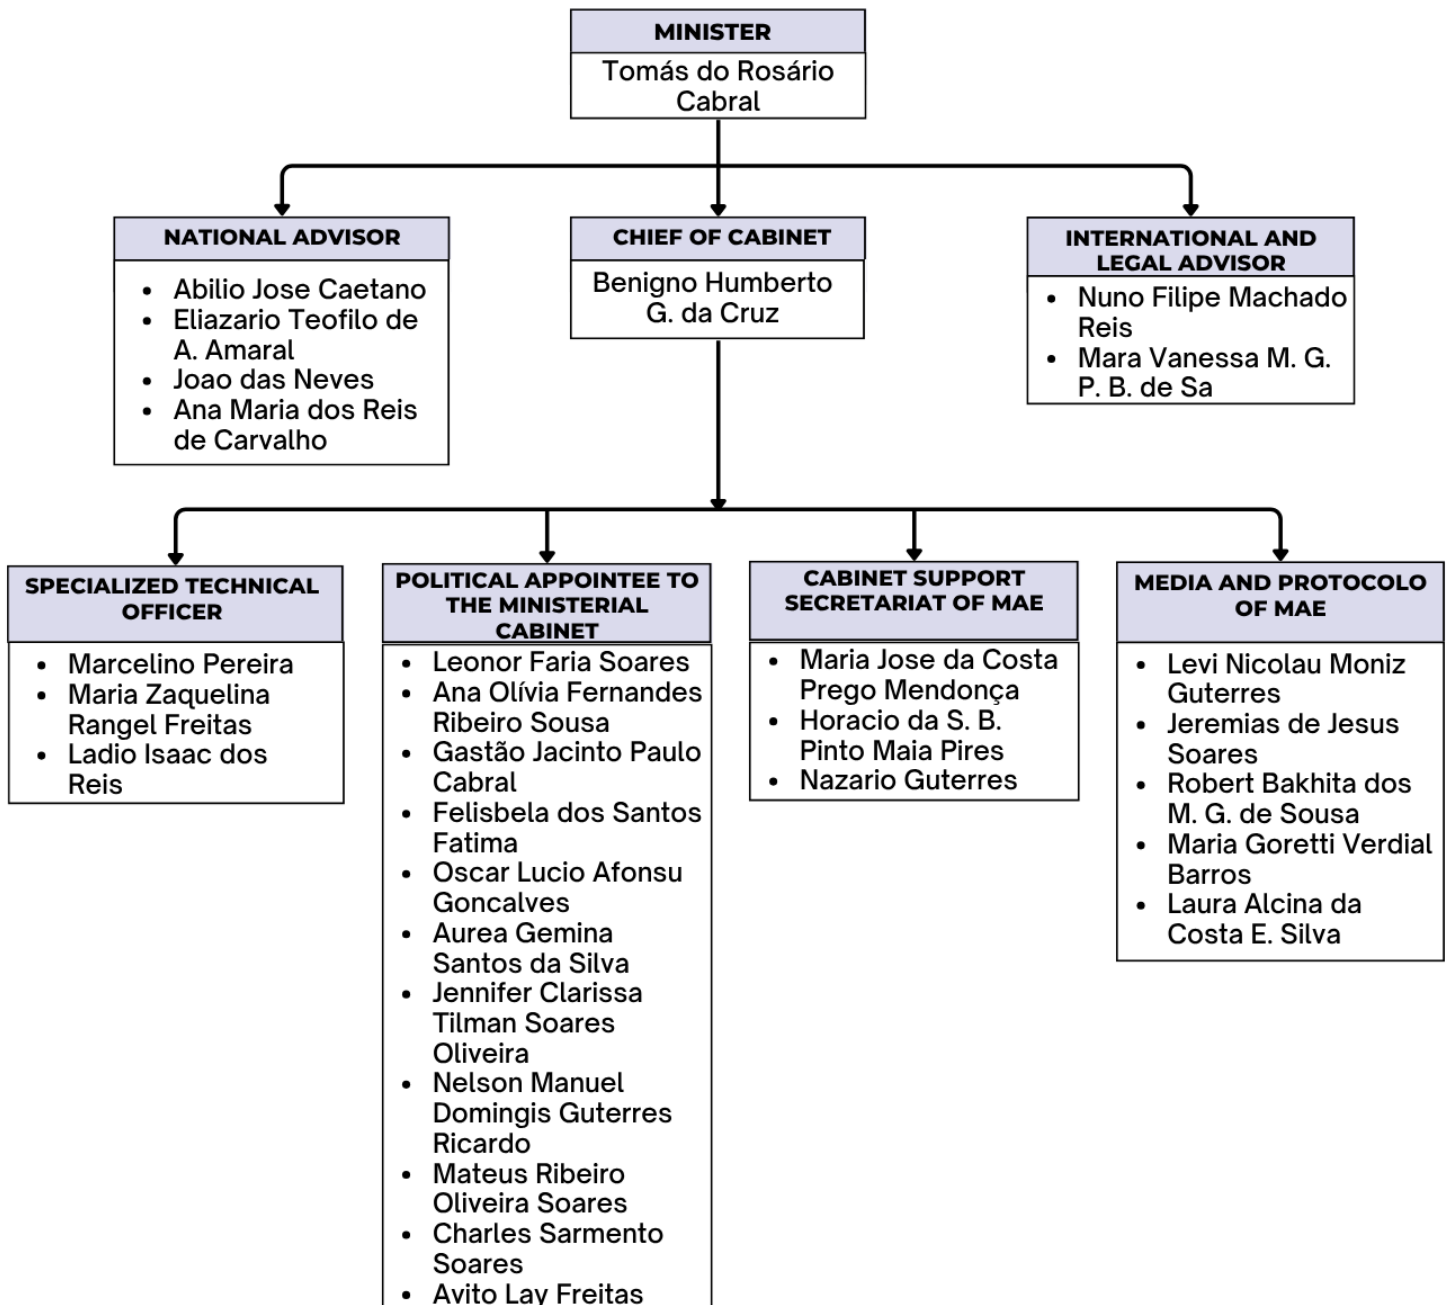 MINISTER
Tomás do Rosário
Cabral
NATIONAL ADVISOR
• Abilio Jose Caetano
• Eliazario Teofilo de
A. Amaral
• Joao das Neves
• Ana Maria dos Reis
de Carvalho
CHIEF OF CABINET
Benigno Humberto
G. da Cruz
INTERNATIONAL AND
LEGAL ADVISOR
• Nuno Filipe Machado
Reis
• Mara Vanessa M. G.
P. B. de Sa
SPECIALIZED TECHNICAL
OFFICER
• Marcelino Pereira
• Maria Zaquelina
Rangel Freitas
• Ladio Isaac dos
Reis
POLITICAL APPOINTEE TO
THE MINISTERIAL
CABINET
• Leonor Faria Soares
• Ana Olívia Fernandes
Ribeiro Sousa
• Gastão Jacinto Paulo
Cabral
• Felisbela dos Santos
Fatima
• Oscar Lucio Afonsu
Goncalves
• Aurea Gemina
Santos da Silva
• Jennifer Clarissa
Tilman Soares
Oliveira
• Nelson Manuel
Domingis Guterres
Ricardo
• Mateus Ribeiro
Oliveira Soares
• Charles Sarmento
Soares
• Avito Lay Freitas
CABINET SUPPORT
SECRETARIAT OF MAE
• Maria Jose da Costa
Prego Mendonça
• Horacio da S. B.
Pinto Maia Pires
• Nazario Guterres
MEDIA AND PROTOCOLO
OF MAE
• Levi Nicolau Moniz
Guterres
• Jeremias de Jesus
Soares
• Robert Bakhita dos
M. G. de Sousa
• Maria Goretti Verdial
Barros
• Laura Alcina da
Costa E. Silva